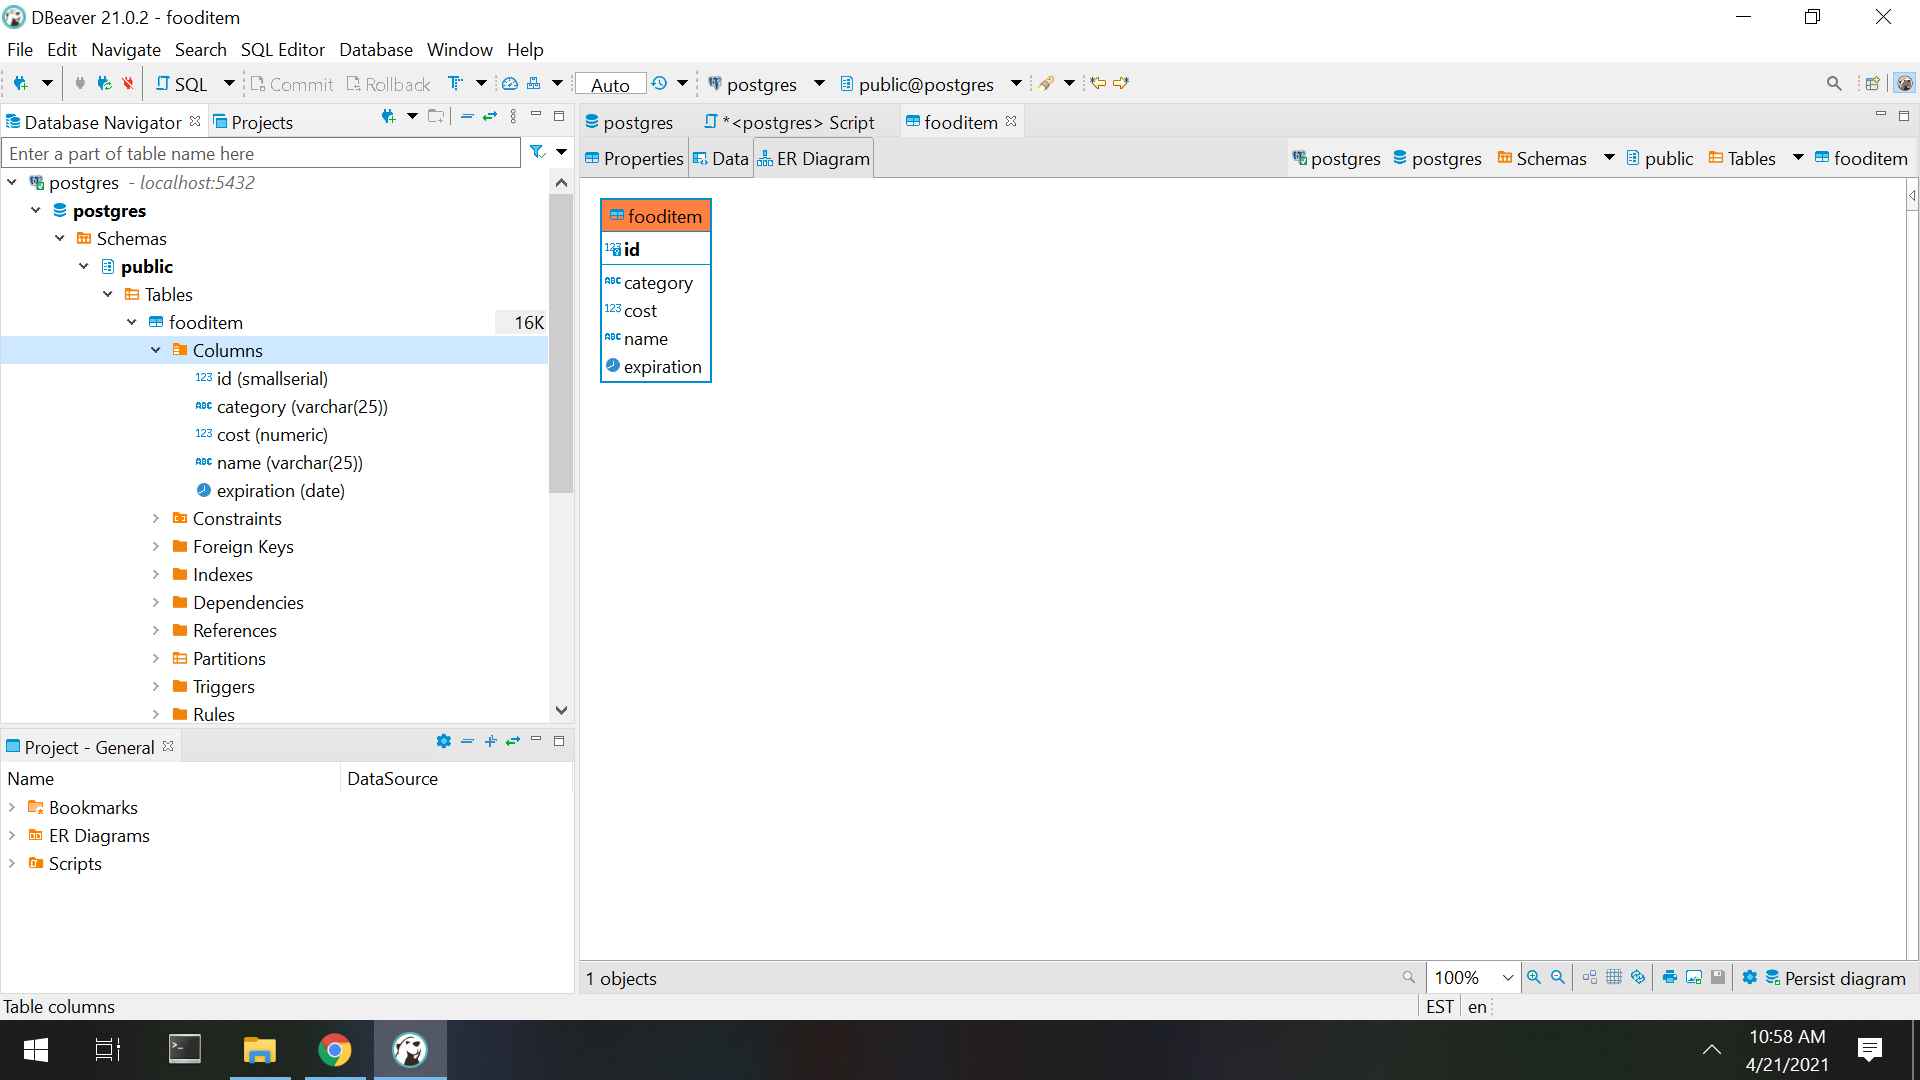 DBeaver 21.0.2 - fooditem
File Edit Navigate Search SQL Editor Database Window Help
SQL Commit Rollback Auto postgres public@postgres
Database Navigator Projects
Enter a part of table name here
postgres - localhost:5432
postgres
Schemas
public
Tables
fooditem 16K
Columns
123 id (smallserial)
ABC category (varchar(25))
123 cost (numeric)
ABC name (varchar(25))
expiration (date)
Constraints
Foreign Keys
Indexes
Dependencies
References
Partitions
Triggers
Rules
Project - General
Name DataSource
Bookmarks
ER Diagrams
Scripts
postgres *<postgres> Script fooditem
Properties Data ER Diagram postgres postgres Schemas public Tables fooditem
fooditem
123 id
ABC category
123 cost
ABC name
expiration
1 objects 100% Persist diagram
Table columns EST en
10:58 AM
4/21/2021